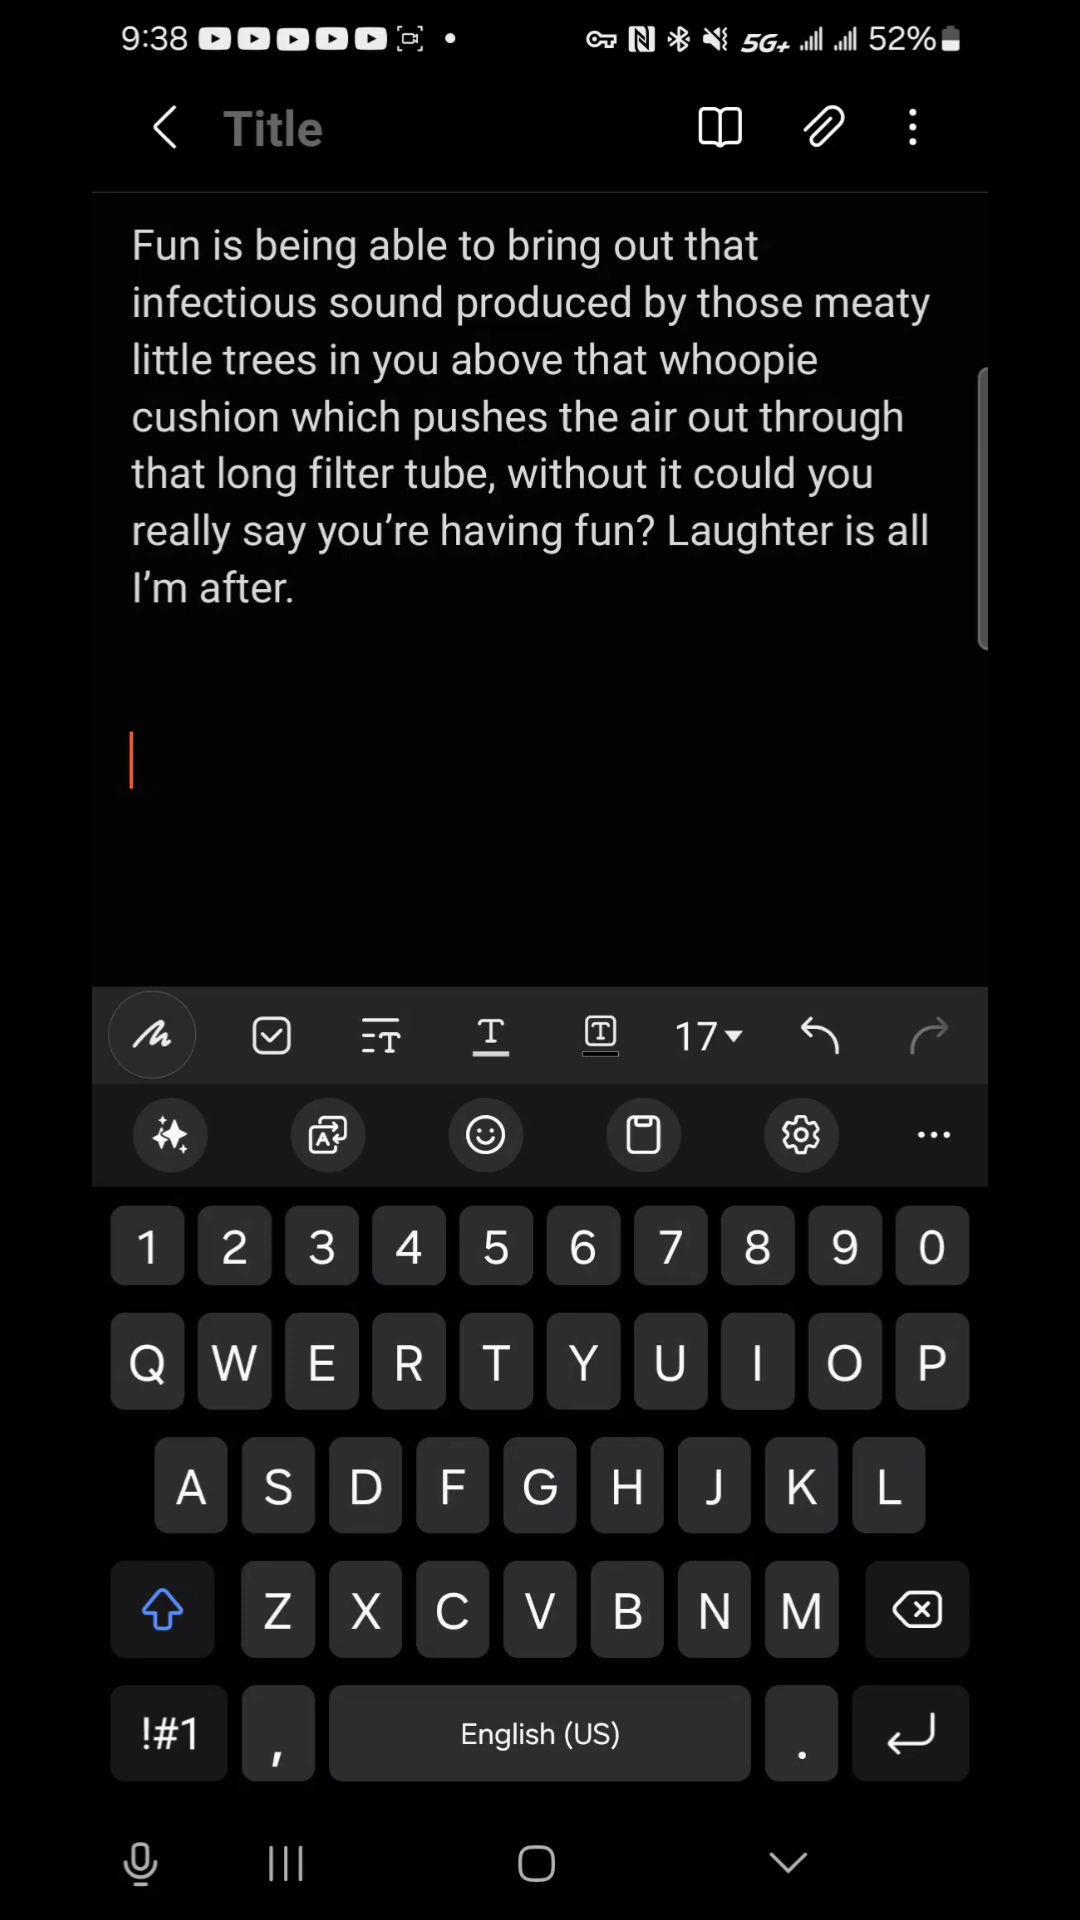 9:38 5G+ 52%
Title
Fun is being able to bring out that
infectious sound produced by those meaty
little trees in you above that whoopie
cushion which pushes the air out through
that long filter tube, without it could you
really say you’re having fun? Laughter is all
I’m after.
T T T 17
A
1 2 3 4 5 6 7 8 9 0
Q W E R T Y U I O P
A S D F G H J K L
Z X C V B N M
!#1 , English (US) .